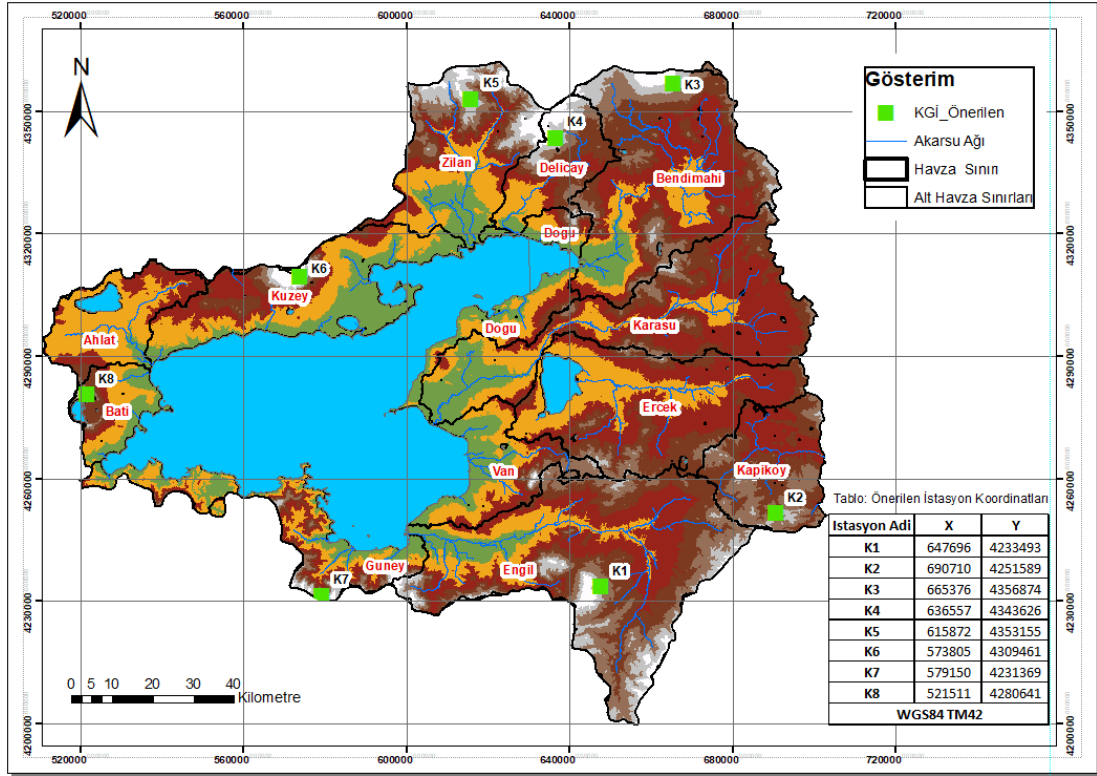 520000 560000 600000 640000 680000 720000
N
Gösterim
KGİ_Önerilen
Akarsu Ağı
Havza Sınırı
Alt Havza Sınırları
4350000 4350000
4320000 4320000
4290000 4290000
4260000 4260000
4230000 4230000
4200000 4200000
K5
K3
K4
Zilan
Delicay
Bendimahi
Dogu
K6
Kuzey
Dogu
Karasu
Ahlat
K8
Bati
Ercek
Van
Kapikoy
K2
Guney
Engil
K1
K7
Tablo: Önerilen İstasyon Koordinatları
Istasyon Adi X Y
K1 647696 4233493
K2 690710 4251589
K3 665376 4356874
K4 636557 4343626
K5 615872 4353155
K6 573805 4309461
K7 579150 4231369
K8 521511 4280641
WGS84 TM42
0 5 10 20 30 40
Kilometre
520000 560000 600000 640000 680000 720000